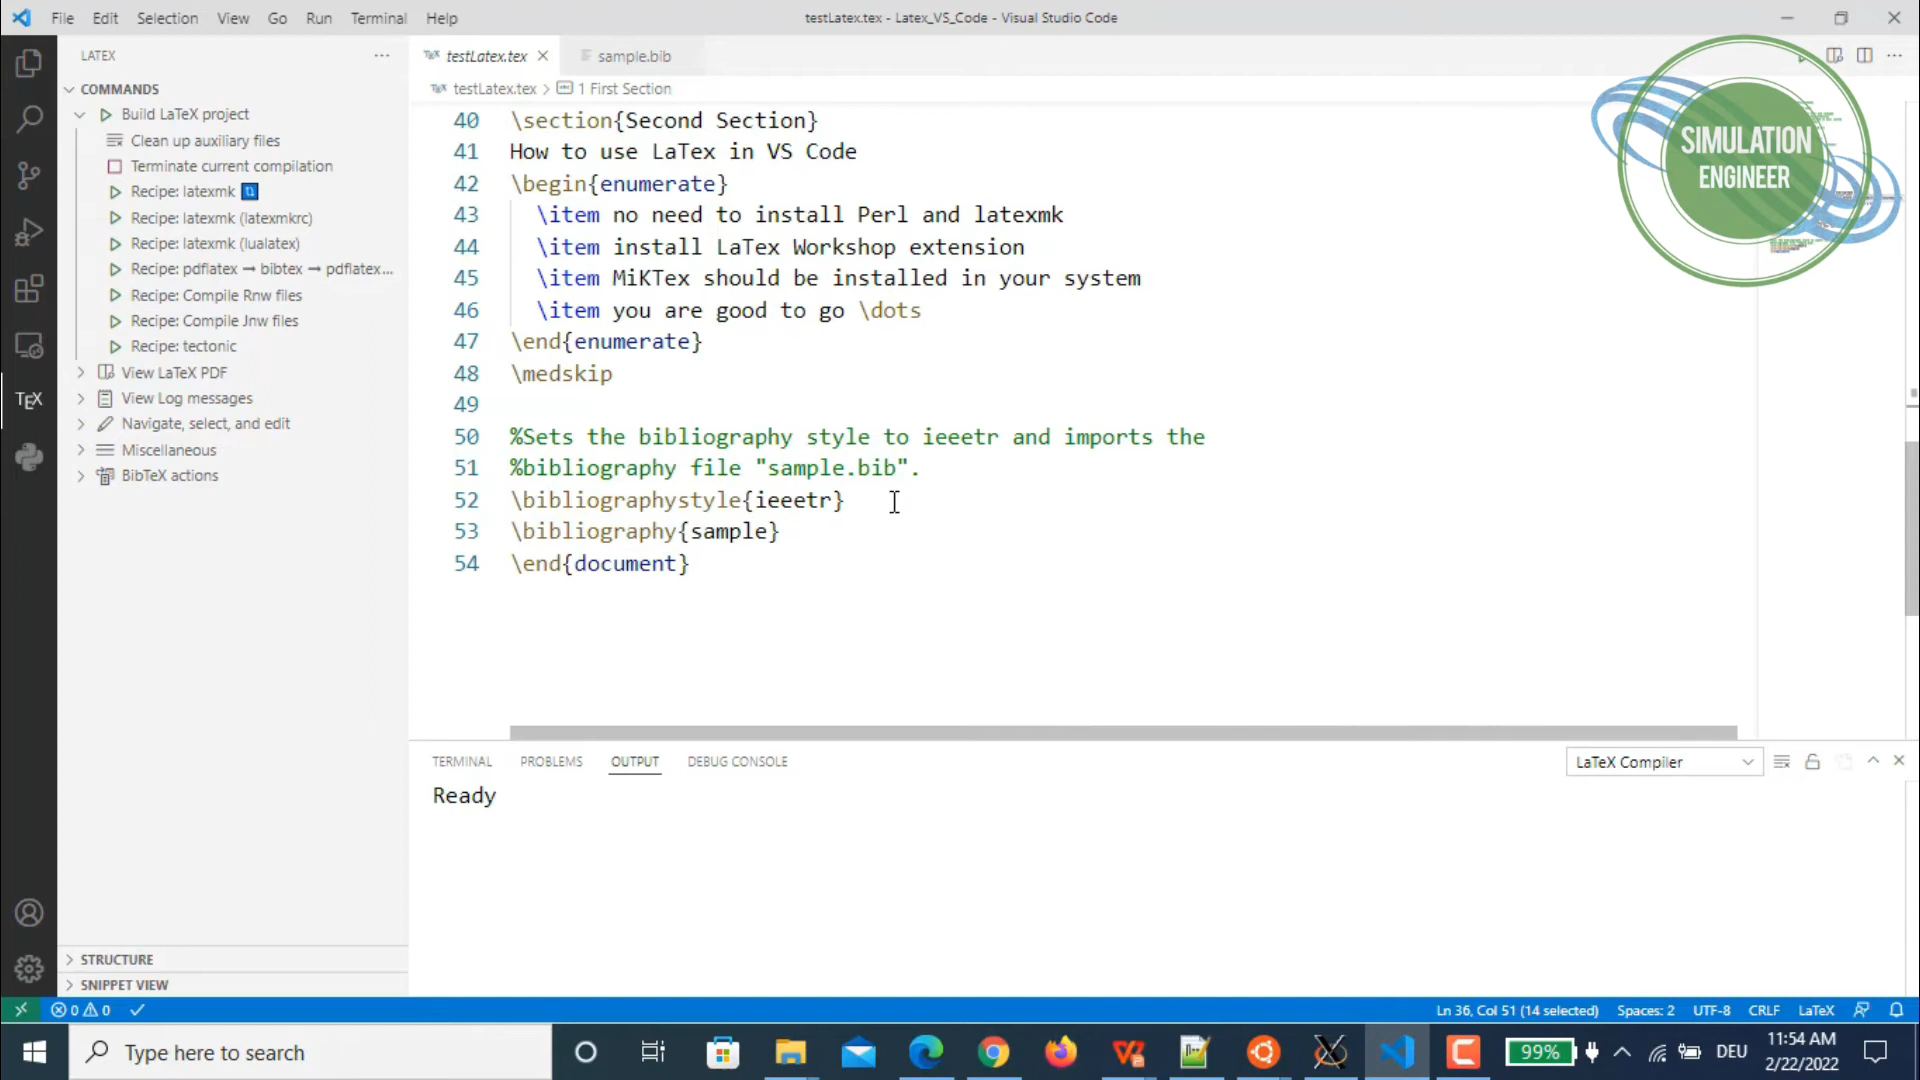 File Edit Selection View Go Run Terminal Help
testLatex.tex - Latex_VS_Code - Visual Studio Code
LATEX
COMMANDS
Build LaTeX project
Clean up auxiliary files
Terminate current compilation
Recipe: latexmk
Recipe: latexmk (latexmkrc)
Recipe: latexmk (lualatex)
Recipe: pdflatex → bibtex → pdflatex...
Recipe: Compile Rnw files
Recipe: Compile Jnw files
Recipe: tectonic
View LaTeX PDF
View Log messages
Navigate, select, and edit
Miscellaneous
BibTeX actions
TEX
STRUCTURE
SNIPPET VIEW
testLatex.tex
sample.bib
testLatex.tex > 1 First Section
40 \section{Second Section}
41 How to use LaTex in VS Code
42 \begin{enumerate}
43 \item no need to install Perl and latexmk
44 \item install LaTex Workshop extension
45 \item MiKTex should be installed in your system
46 \item you are good to go \dots
47 \end{enumerate}
48 \medskip
49
50 %Sets the bibliography style to ieeetr and imports the
51 %bibliography file "sample.bib".
52 \bibliographystyle{ieeetr}
53 \bibliography{sample}
54 \end{document}
SIMULATION
ENGINEER
TERMINAL PROBLEMS OUTPUT DEBUG CONSOLE
LaTeX Compiler
Ready
0 0
Ln 36, Col 51 (14 selected) Spaces: 2 UTF-8 CRLF LaTeX
Type here to search
99%
DEU
11:54 AM
2/22/2022